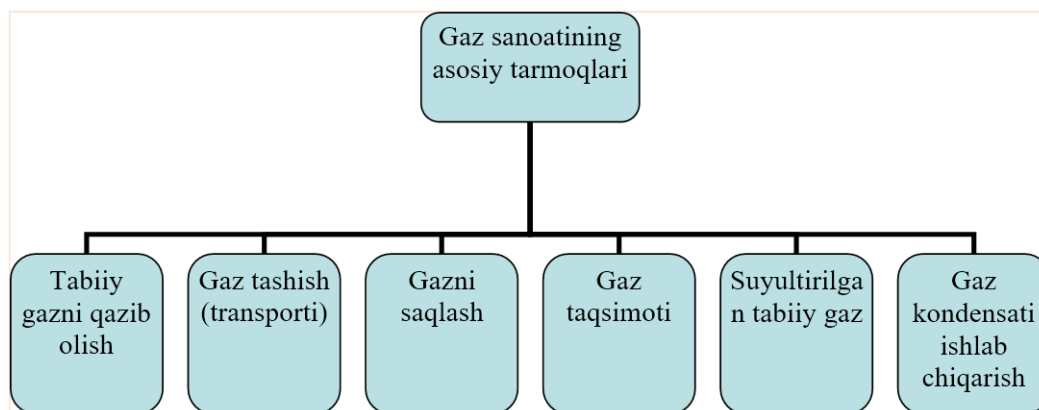 Gaz sanoatining
asosiy tarmoqlari
Tabiiy
gazni qazib
olish
Gaz tashish
(transporti)
Gazni
saqlash
Gaz
taqsimoti
Suyultirilga
n tabiiy gaz
Gaz
kondensati
ishlab
chiqarish